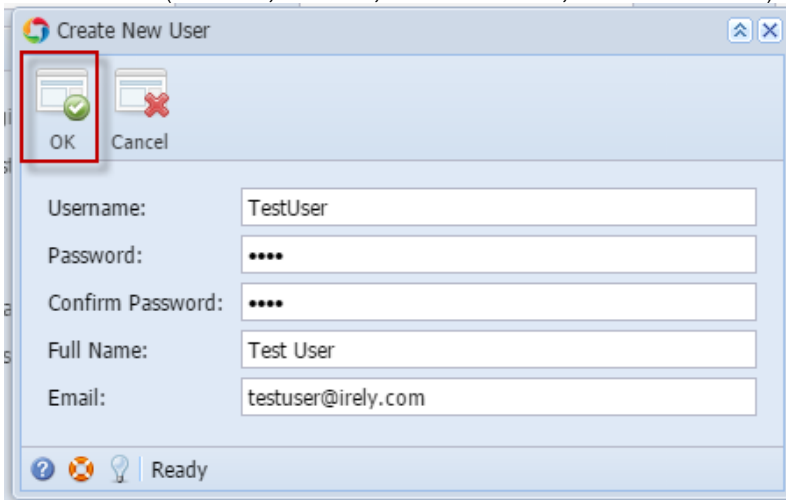 Create New User
OK Cancel
Username: TestUser
Password: ••••
Confirm Password: ••••
Full Name: Test User
Email: testuser@irely.com
Ready